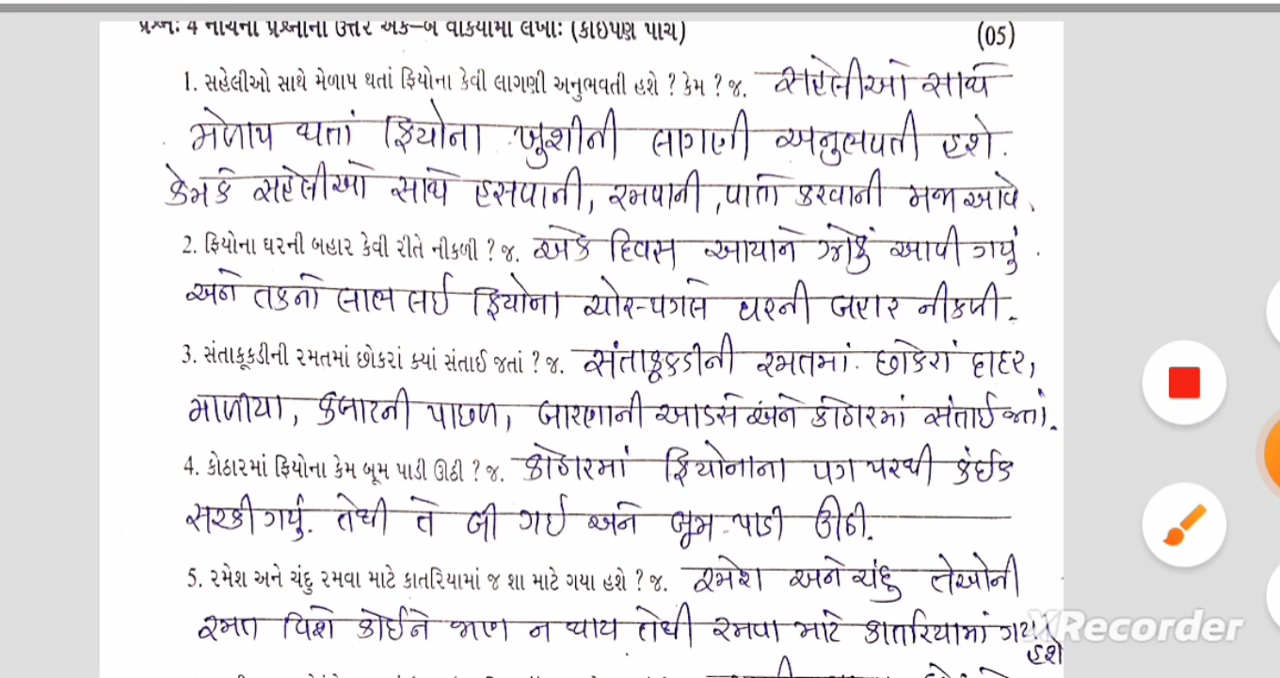 પ્રશ્ન: 4 નીચેના પ્રશ્નોના ઉત્તર એક–બે વાક્યોમાં લખો: (કોઈપણ પાંચ) (05)
1. સહેલીઓ સાથે મેળાપ થતાં ફિયોના કેવી લાગણી અનુભવતી હશે ? કેમ ? જ. સહેલીઓ સાથે
મેળાપ થતાં ફિયોના ખુશીની લાગણી અનુભવતી હશે.
કેમકે સહેલીઓ સાથે હસવાની, રમવાની, વાતો કરવાની મજા આવે.
2. ફિયોના ઘરની બહાર કેવી રીતે નીકળી ? જ. એક દિવસ આયાને ઝોકું આવી ગયું.
અને તકનો લાભ લઈ ફિયોના ચોર-પગલે ઘરની બહાર નીકળી.
3. સંતાકૂકડીની રમતમાં છોકરાં ક્યાં સંતાઈ જતાં ? જ. સંતાકૂકડીની રમતમાં છોકરાં દાદર,
માળીયા, કબાટની પાછળ, બારણાની આડશે અને કોઠારમાં સંતાઈ જતાં.
4. કોઠારમાં ફિયોના કેમ બૂમ પાડી ઊઠી ? જ. કોઠારમાં ફિયોનાના પગ પરથી કંઈક
સરકી ગયું. તેથી તે બી ગઈ અને બૂમ પાડી ઊઠી.
5. રમેશ અને ચંદુ રમવા માટે કાતરિયામાં જ શા માટે ગયા હશે ? જ. રમેશ અને ચંદુ તેઓની
રમત વિશે કોઈને જાણ ન થાય તેથી રમવા માટે કાતરિયામાં ગયા
હશે
XRecorder